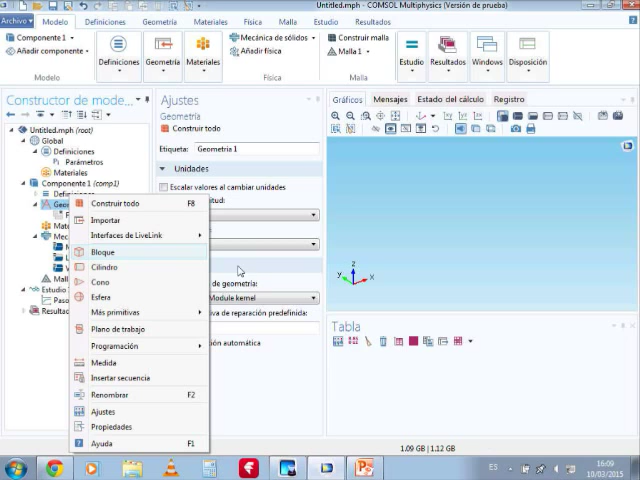 Untitled.mph - COMSOL Multiphysics (Versión de prueba)
Archivo Modelo Definiciones Geometría Materiales Física Malla Estudio Resultados
Componente 1
Añadir componente
Modelo
Definiciones
Geometría
Materiales
Mecánica de sólidos
Añadir física
Física
Construir malla
Malla 1
Malla
Estudio
Resultados
Windows
Disposición
Constructor de mode...
Untitled.mph (root)
Global
Definiciones
Parámetros
Materiales
Componente 1 (comp1)
Construir todo F8
Importar
Interfaces de LiveLink
Bloque
Cilindro
Cono
Esfera
Más primitivas
Plano de trabajo
Programación
Medida
Insertar secuencia
Renombrar F2
Ajustes
Propiedades
Ayuda F1
Ajustes
Geometría
Construir todo
Etiqueta: Geometría 1
Unidades
Escalar valores al cambiar unidades
de geometría:
Module kernel
iva de reparación predefinida:
ción automática
Gráficos Mensajes Estado del cálculo Registro
z
y
x
Tabla
1.09 GB | 1.12 GB
ES
16:09
10/03/2015